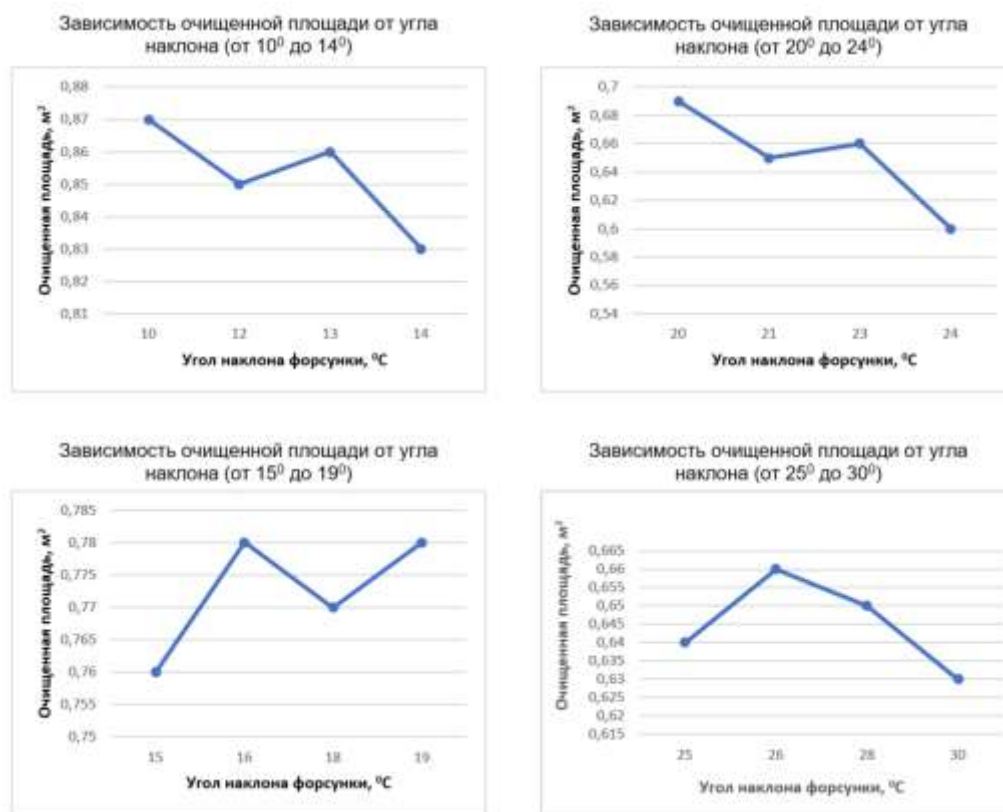 Зависимость очищенной площади от угла
наклона (от 10⁰ до 14⁰)
Очищенная площадь, м²
0,88
0,87
0,86
0,85
0,84
0,83
0,82
0,81
10 12 13 14
Угол наклона форсунки, ⁰С
Зависимость очищенной площади от угла
наклона (от 20⁰ до 24⁰)
Очищенная площадь, м²
0,7
0,68
0,66
0,64
0,62
0,6
0,58
0,56
0,54
20 21 23 24
Угол наклона форсунки, ⁰С
Зависимость очищенной площади от угла
наклона (от 15⁰ до 19⁰)
Очищенная площадь, м²
0,785
0,78
0,775
0,77
0,765
0,76
0,755
0,75
15 16 18 19
Угол наклона форсунки, ⁰С
Зависимость очищенной площади от угла
наклона (от 25⁰ до 30⁰)
Очищенная площадь, м²
0,665
0,66
0,655
0,65
0,645
0,64
0,635
0,63
0,625
0,62
0,615
25 26 28 30
Угол наклона форсунки, ⁰С